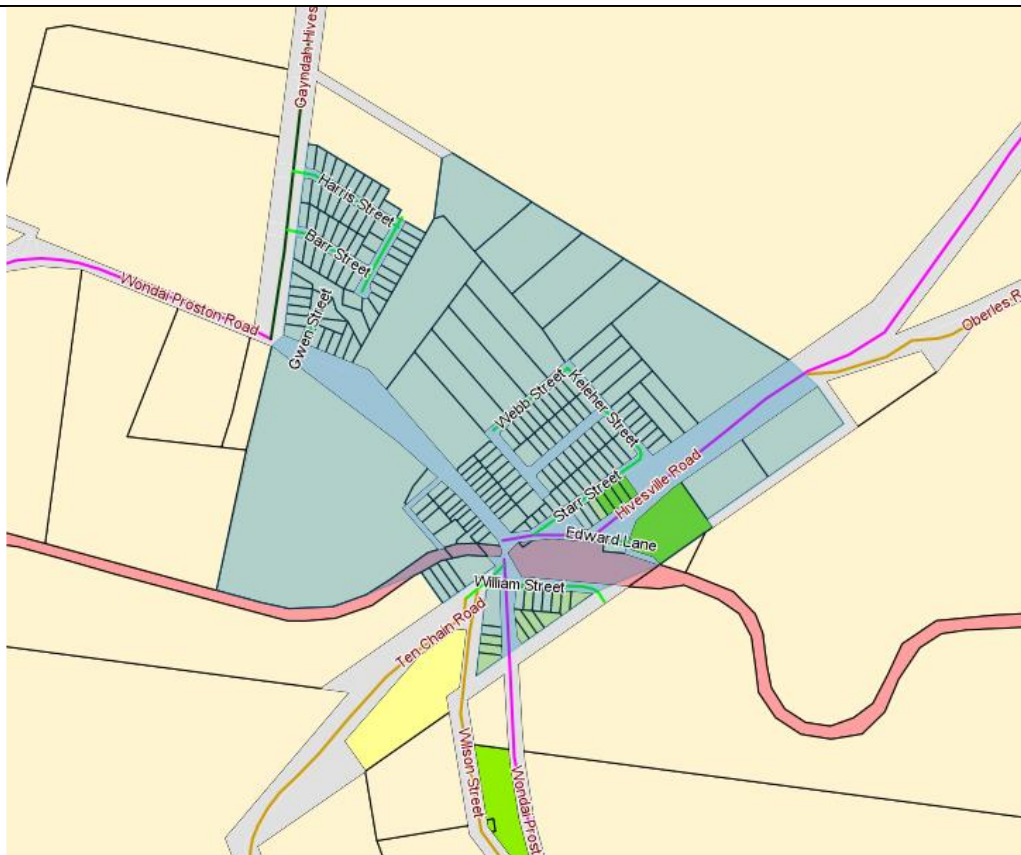 Gayndah-Hives
Harris Street
Barr Street
Wondai-Proston Road
Gwen Street
Oberles R
Webb Street
Keleher Street
Hivesville Road
Starr Street
Edward Lane
William Street
Ten Chain Road
Wilson Street
Wondai-Prost